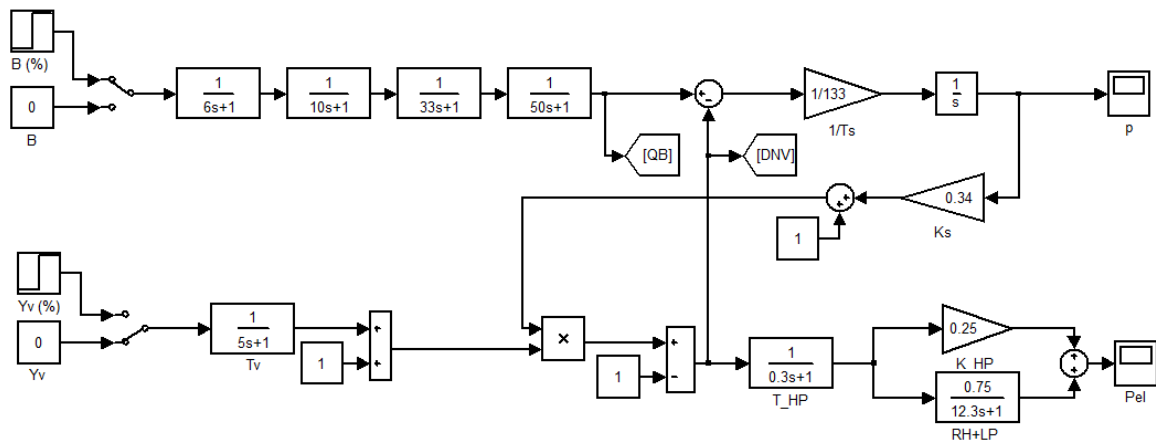 B (%)
0
B
1
6s+1
1
10s+1
1
33s+1
1
50s+1
+
-
1/133
1/Ts
1
s
p
[QB]
[DNV]
0.34
Ks
+
+
1
Yv (%)
0
Yv
1
5s+1
Tv
+
+
1
×
1
+
−
1
0.3s+1
T_HP
0.25
K_HP
0.75
12.3s+1
RH+LP
+
+
Pel